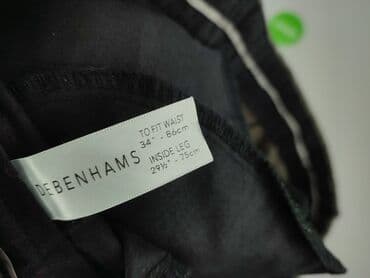 DEBENHAMS
TO FIT WAIST
34" - 86cm
INSIDE LEG
29½" - 75cm